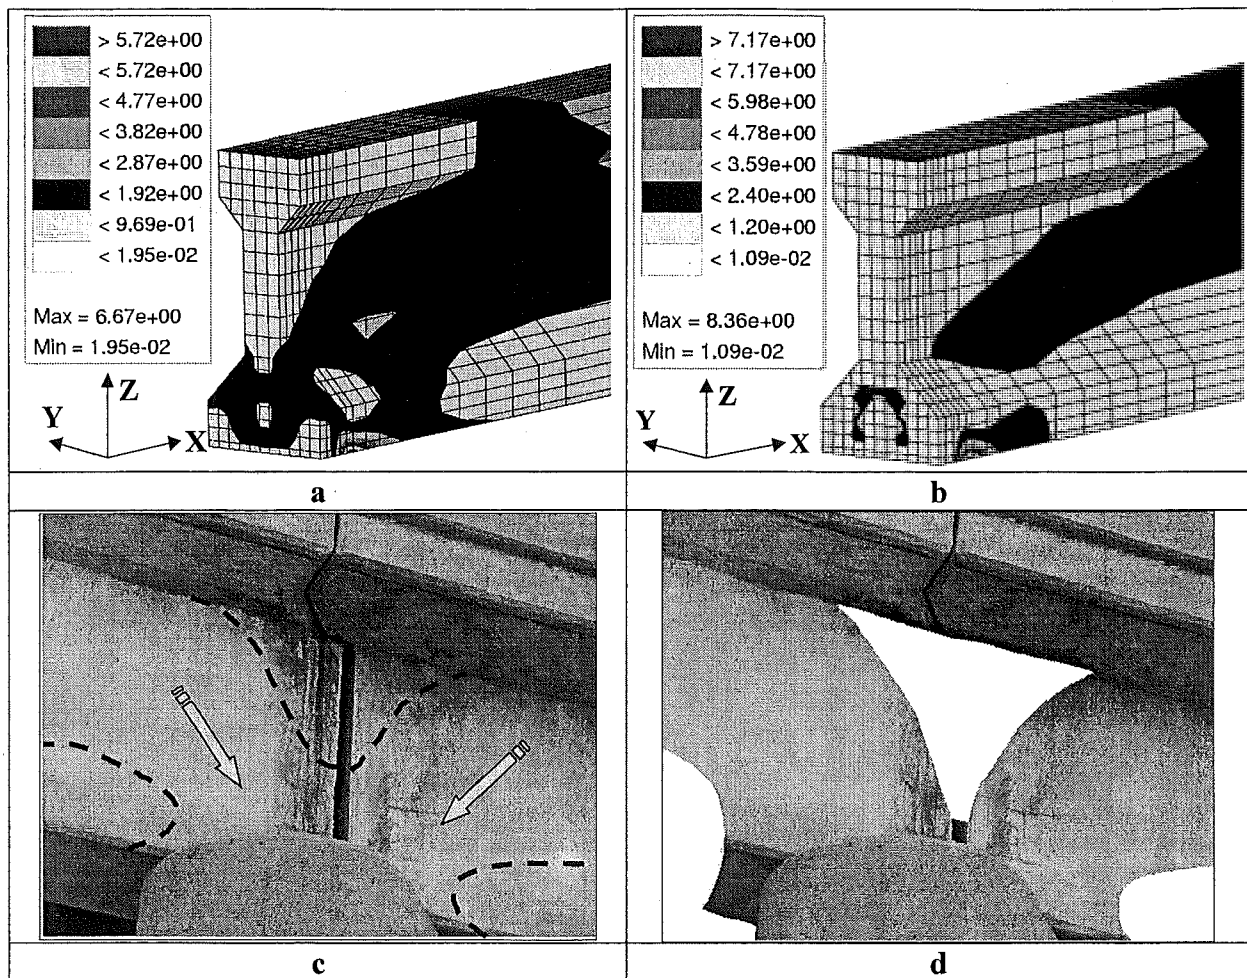 > 5.72e+00
< 5.72e+00
< 4.77e+00
< 3.82e+00
< 2.87e+00
< 1.92e+00
< 9.69e-01
< 1.95e-02
Max = 6.67e+00
Min = 1.95e-02
Z
Y
X
a
> 7.17e+00
< 7.17e+00
< 5.98e+00
< 4.78e+00
< 3.59e+00
< 2.40e+00
< 1.20e+00
< 1.09e-02
Max = 8.36e+00
Min = 1.09e-02
Z
Y
X
b
c
d